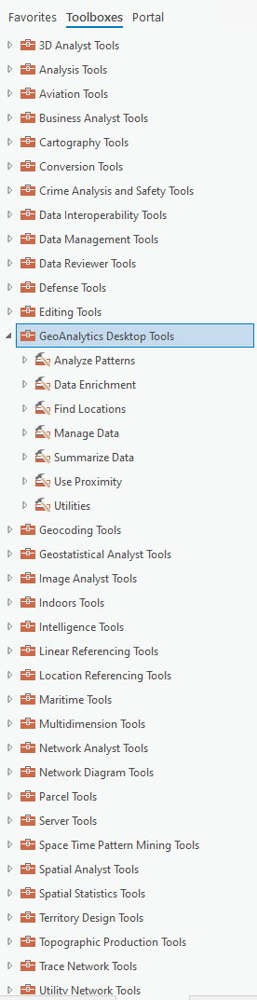 Favorites Toolboxes Portal
3D Analyst Tools
Analysis Tools
Aviation Tools
Business Analyst Tools
Cartography Tools
Conversion Tools
Crime Analysis and Safety Tools
Data Interoperability Tools
Data Management Tools
Data Reviewer Tools
Defense Tools
Editing Tools
GeoAnalytics Desktop Tools
Analyze Patterns
Data Enrichment
Find Locations
Manage Data
Summarize Data
Use Proximity
Utilities
Geocoding Tools
Geostatistical Analyst Tools
Image Analyst Tools
Indoors Tools
Intelligence Tools
Linear Referencing Tools
Location Referencing Tools
Maritime Tools
Multidimension Tools
Network Analyst Tools
Network Diagram Tools
Parcel Tools
Server Tools
Space Time Pattern Mining Tools
Spatial Analyst Tools
Spatial Statistics Tools
Territory Design Tools
Topographic Production Tools
Trace Network Tools
Utility Network Tools